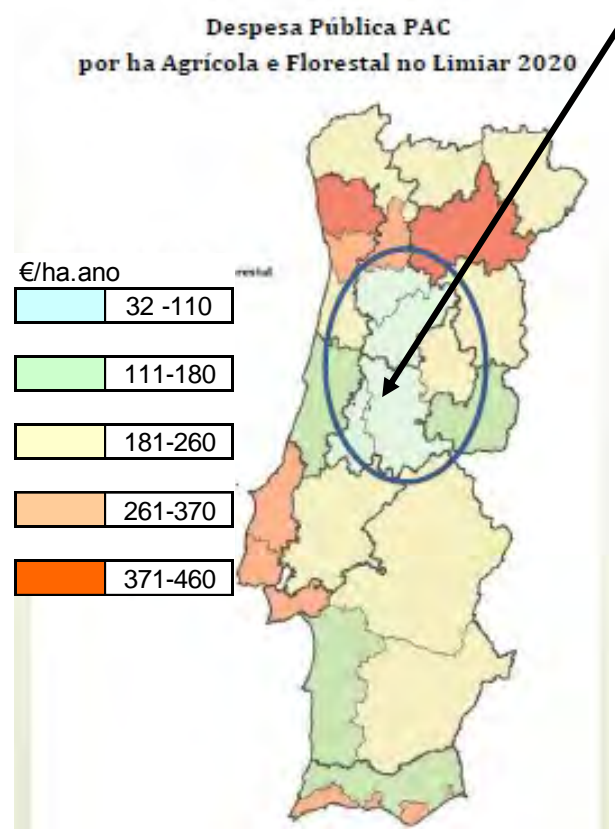 Despesa Pública PAC
por ha Agrícola e Florestal no Limiar 2020
€/ha.ano
restal
32 -110
111-180
181-260
261-370
371-460